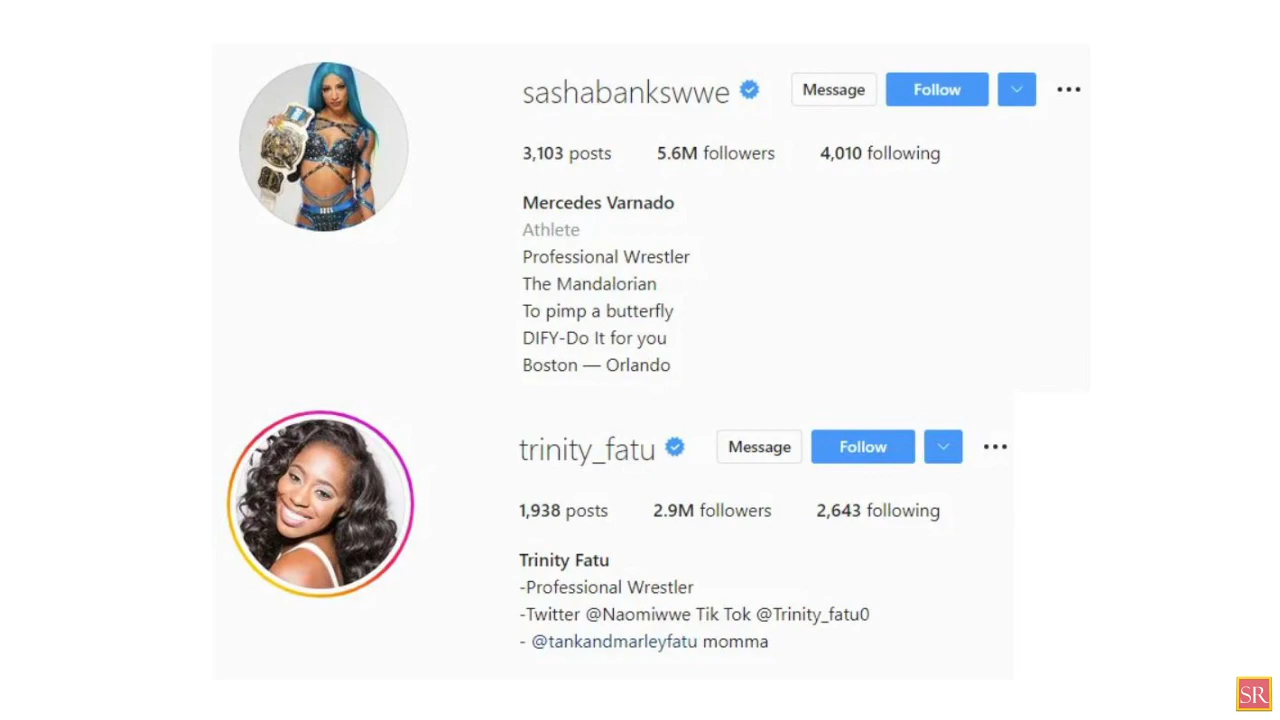 sashabankswwe Message Follow
3,103 posts 5.6M followers 4,010 following
Mercedes Varnado
Athlete
Professional Wrestler
The Mandalorian
To pimp a butterfly
DIFY-Do It for you
Boston — Orlando
trinity_fatu Message Follow
1,938 posts 2.9M followers 2,643 following
Trinity Fatu
-Professional Wrestler
-Twitter @Naomiwwe Tik Tok @Trinity_fatu0
- @tankandmarleyfatu momma
SR